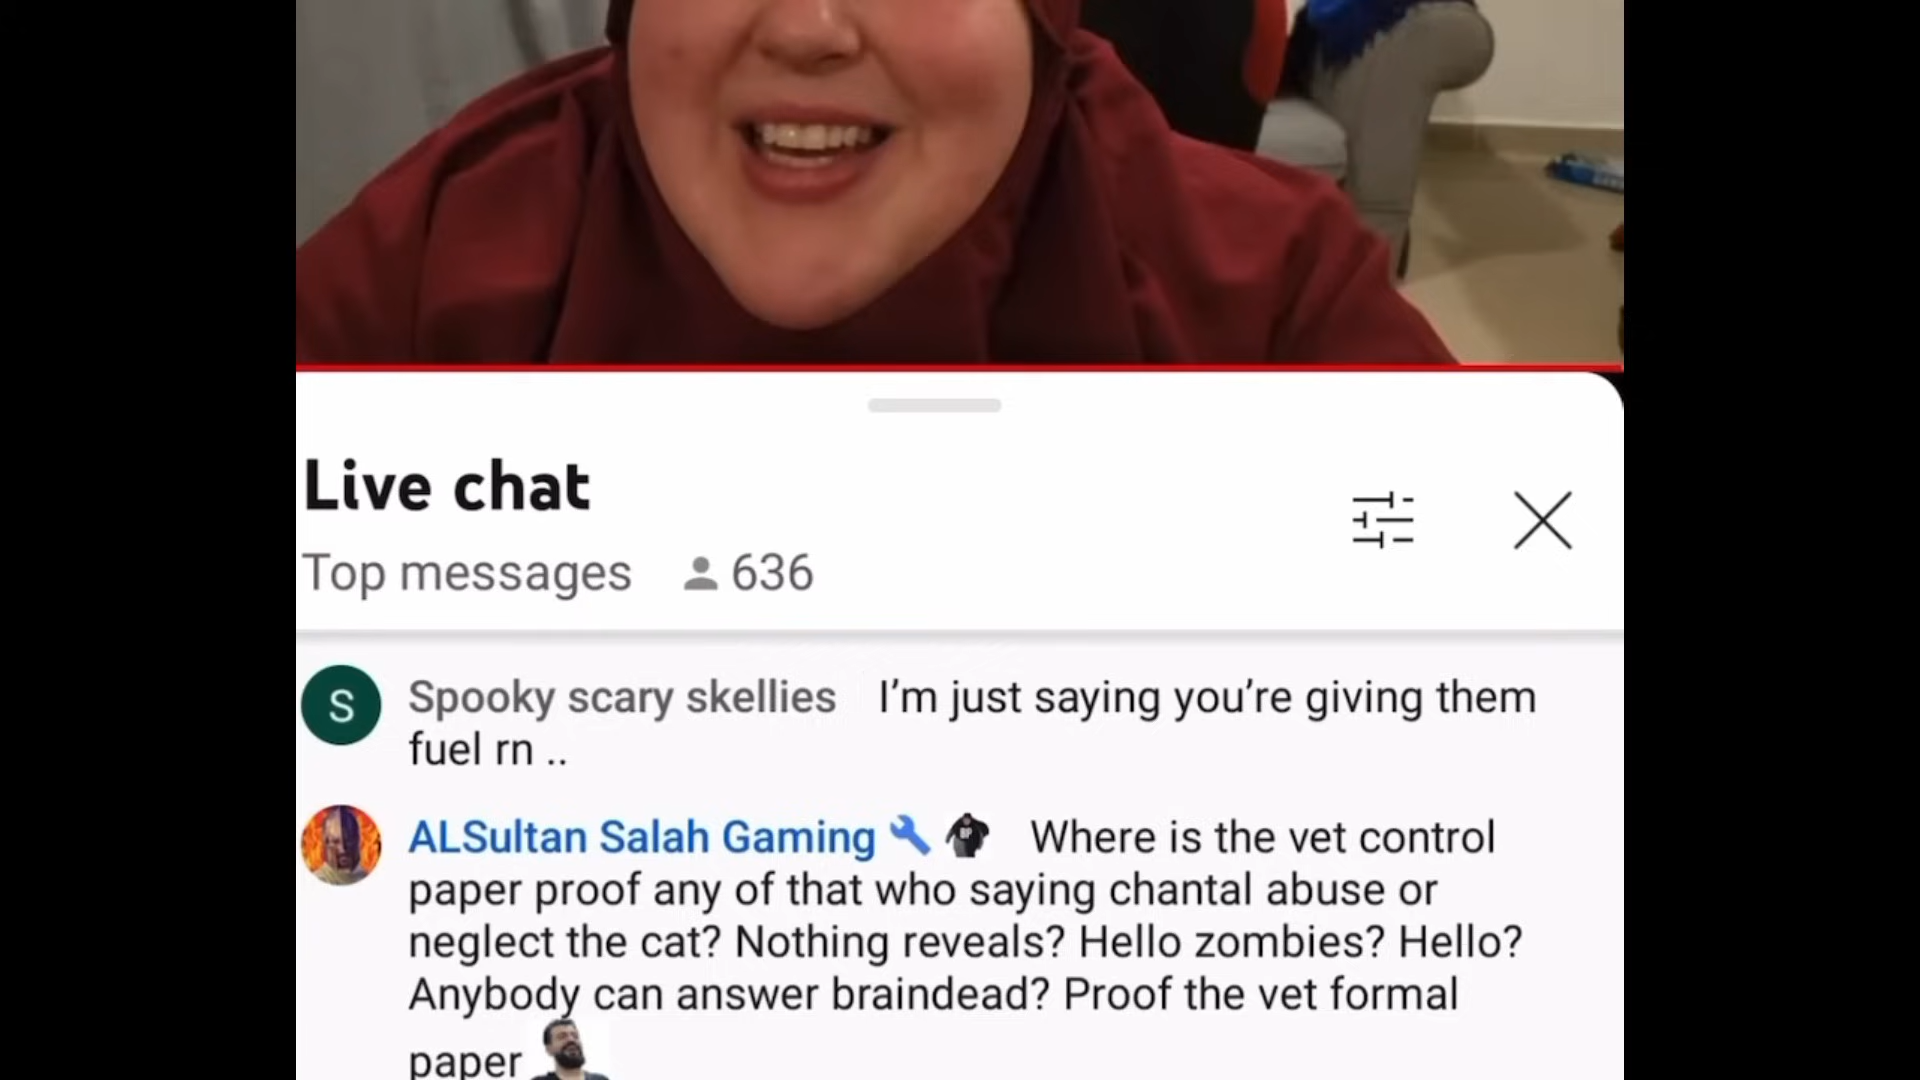 Live chat
Top messages 636
S Spooky scary skellies I’m just saying you’re giving them
fuel rn ..
ALSultan Salah Gaming Where is the vet control
paper proof any of that who saying chantal abuse or
neglect the cat? Nothing reveals? Hello zombies? Hello?
Anybody can answer braindead? Proof the vet formal
paper